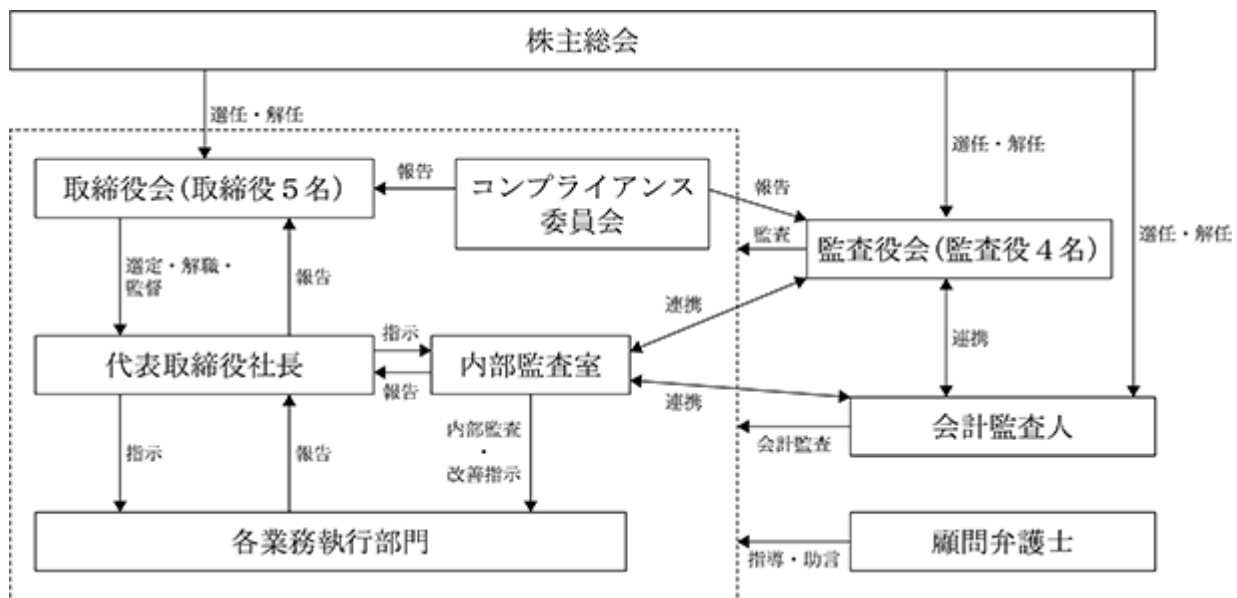 株主総会
選任・解任
選任・解任
選任・解任
取締役会(取締役5名)
報告
コンプライアンス
委員会
報告
監査
監査役会(監査役4名)
選定・解職・
監督
報告
連携
連携
代表取締役社長
指示
報告
内部監査室
連携
会計監査人
会計監査
指示
報告
内部監査
・
改善指示
各業務執行部門
顧問弁護士
指導・助言